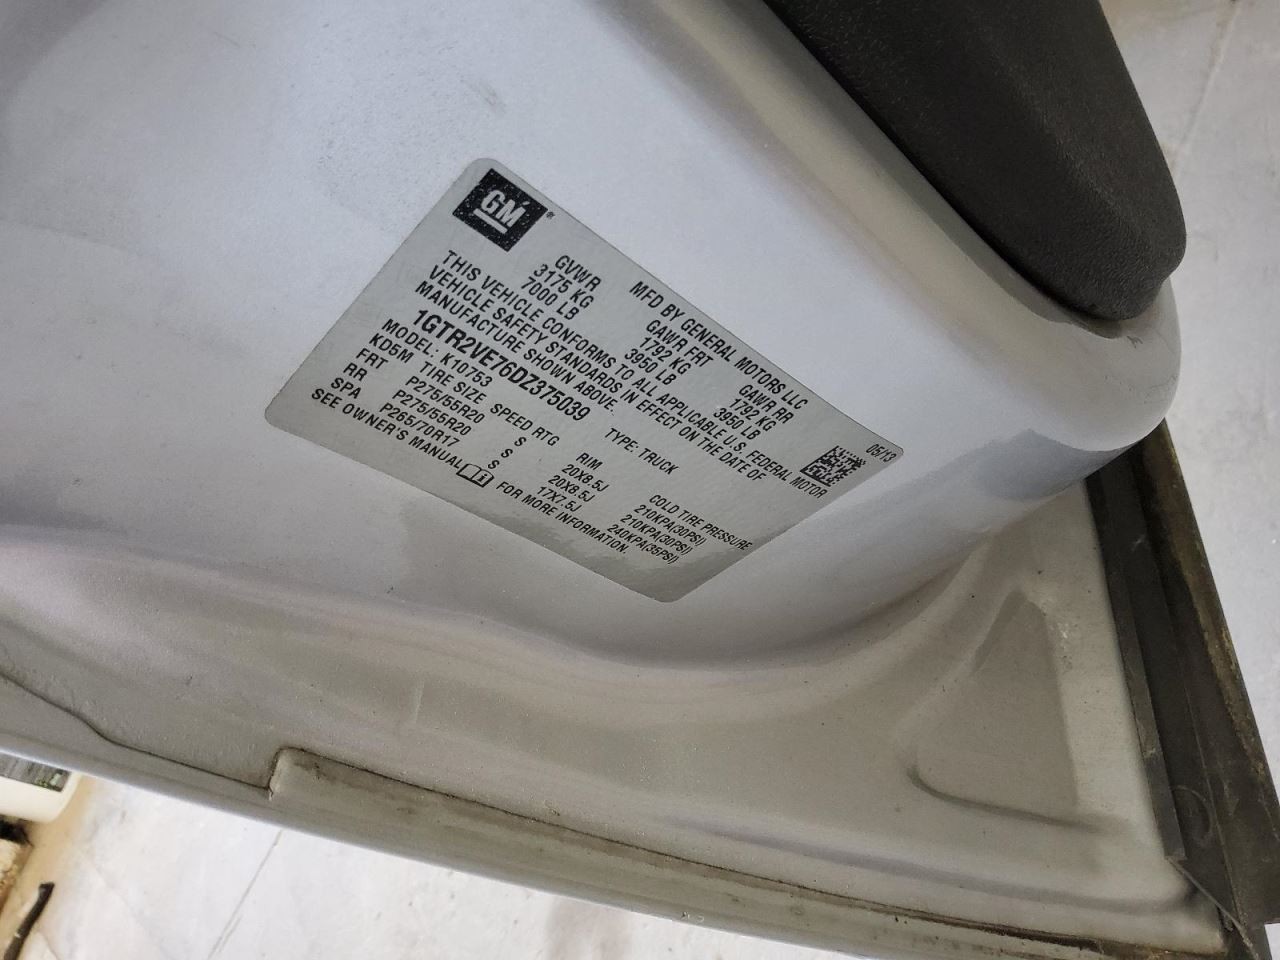 GM®
MFD BY GENERAL MOTORS LLC 05/13
GVWR GAWR FRT GAWR RR
3175 KG 1792 KG 1792 KG
7000 LB 3950 LB 3950 LB
THIS VEHICLE CONFORMS TO ALL APPLICABLE U.S. FEDERAL MOTOR
VEHICLE SAFETY STANDARDS IN EFFECT ON THE DATE OF
MANUFACTURE SHOWN ABOVE.
1GTR2VE76DZ375039 TYPE: TRUCK
MODEL: K10753
KD5M TIRE SIZE SPEED RTG RIM COLD TIRE PRESSURE
FRT P275/55R20 S 20X8.5J 210KPA(30PSI)
RR P275/55R20 S 20X8.5J 210KPA(30PSI)
SPA P265/70R17 S 17X7.5J 240KPA(35PSI)
SEE OWNER'S MANUAL i FOR MORE INFORMATION.